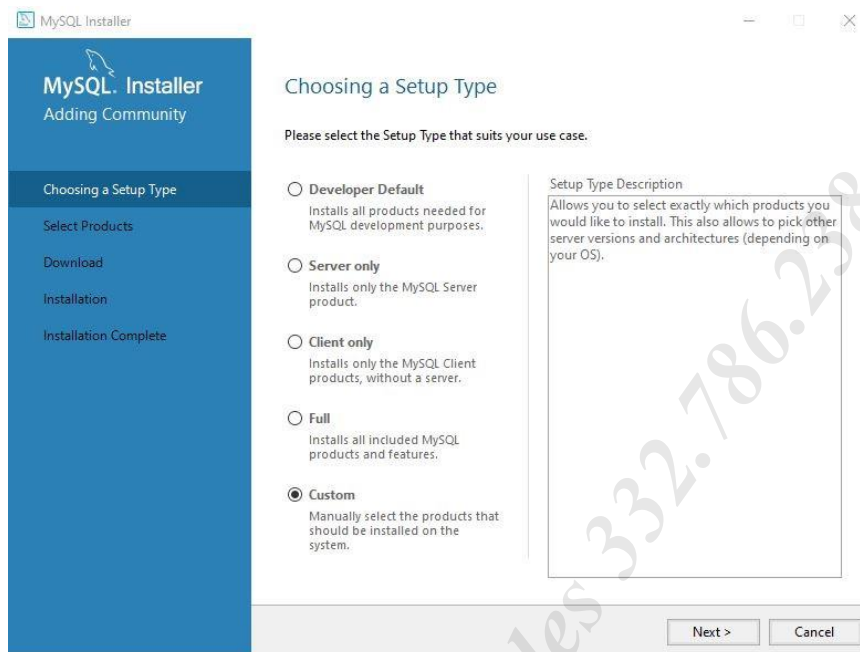 MySQL Installer
MySQL. Installer
Adding Community
Choosing a Setup Type
Select Products
Download
Installation
Installation Complete
Choosing a Setup Type
Please select the Setup Type that suits your use case.
Developer Default
Installs all products needed for
MySQL development purposes.
Server only
Installs only the MySQL Server
product.
Client only
Installs only the MySQL Client
products, without a server.
Full
Installs all included MySQL
products and features.
Custom
Manually select the products that
should be installed on the
system.
Setup Type Description
Allows you to select exactly which products you
would like to install. This also allows to pick other
server versions and architectures (depending on
your OS).
Next >
Cancel
332.786.238